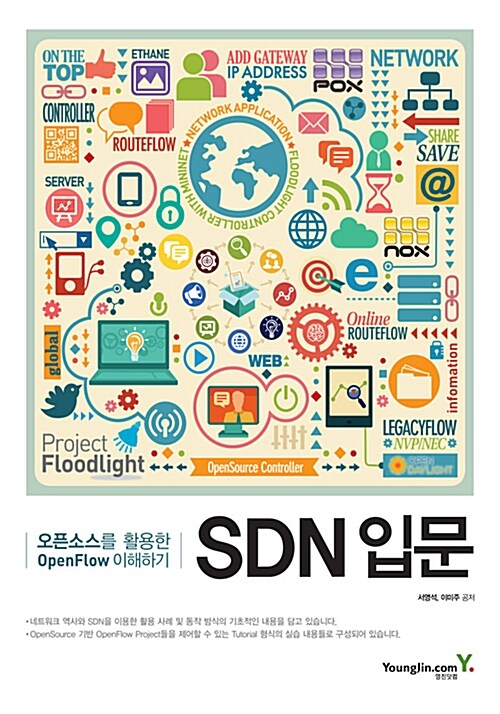 ON THE
TOP
ETHANE
ADD GATEWAY
IP ADDRESS
POX
NETWORK
CONTROLLER
ROUTEFLOW
NETWORK APPLICATION
FLOODLIGHT CONTROLLER WITH MININET
SHARE
SAVE
@
SERVER
nox
e
Online
ROUTEFLOW
global
WEB
infomation
Project
Floodlight
OpenSource Controller
LEGACYFLOW
NVP/NEC
OPEN
DAYLIGHT
오픈소스를 활용한
OpenFlow 이해하기
SDN 입문
서영석, 이미주 공저
• 네트워크 역사와 SDN을 이용한 활용 사례 및 동작 방식의 기초적인 내용을 담고 있습니다.
• OpenSource 기반 OpenFlow Project들을 제어할 수 있는 Tutorial 형식의 실습 내용들로 구성되어 있습니다.
YoungJin.com Y.
영진닷컴